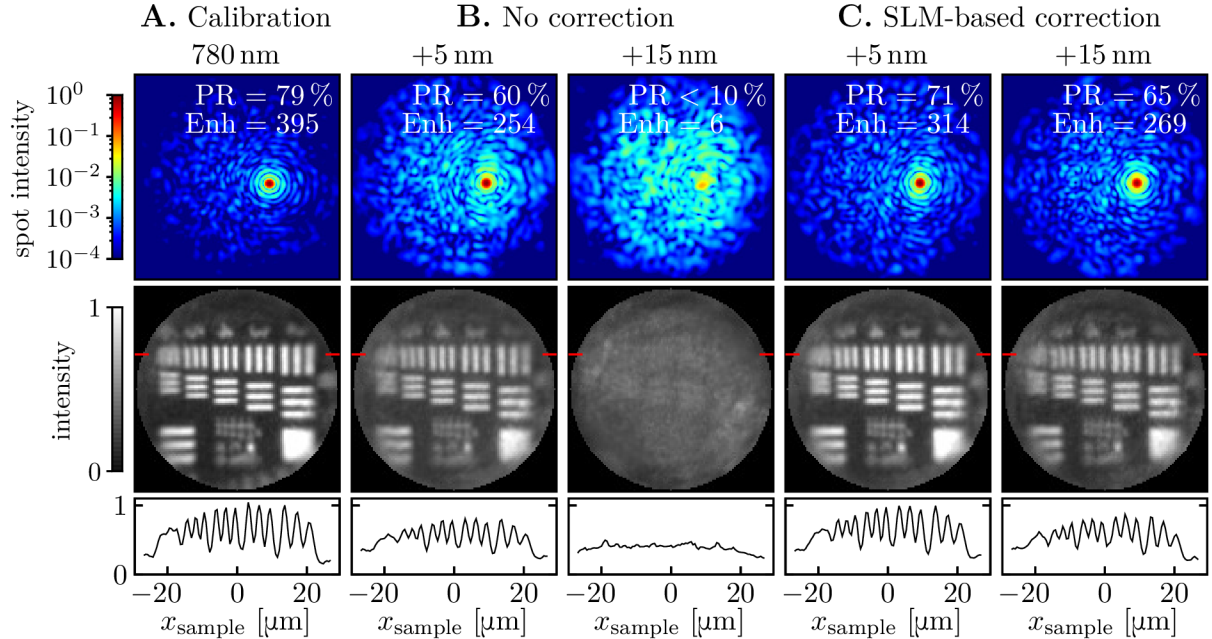 A. Calibration
B. No correction
C. SLM-based correction
780 nm
+5 nm
+15 nm
+5 nm
+15 nm
spot intensity
10⁰
10⁻¹
10⁻²
10⁻³
10⁻⁴
PR = 79 %
Enh = 395
PR = 60 %
Enh = 254
PR < 10 %
Enh = 6
PR = 71 %
Enh = 314
PR = 65 %
Enh = 269
intensity
1
0
1
0
−20 0 20
−20 0 20
−20 0 20
−20 0 20
−20 0 20
x_sample [µm]
x_sample [µm]
x_sample [µm]
x_sample [µm]
x_sample [µm]